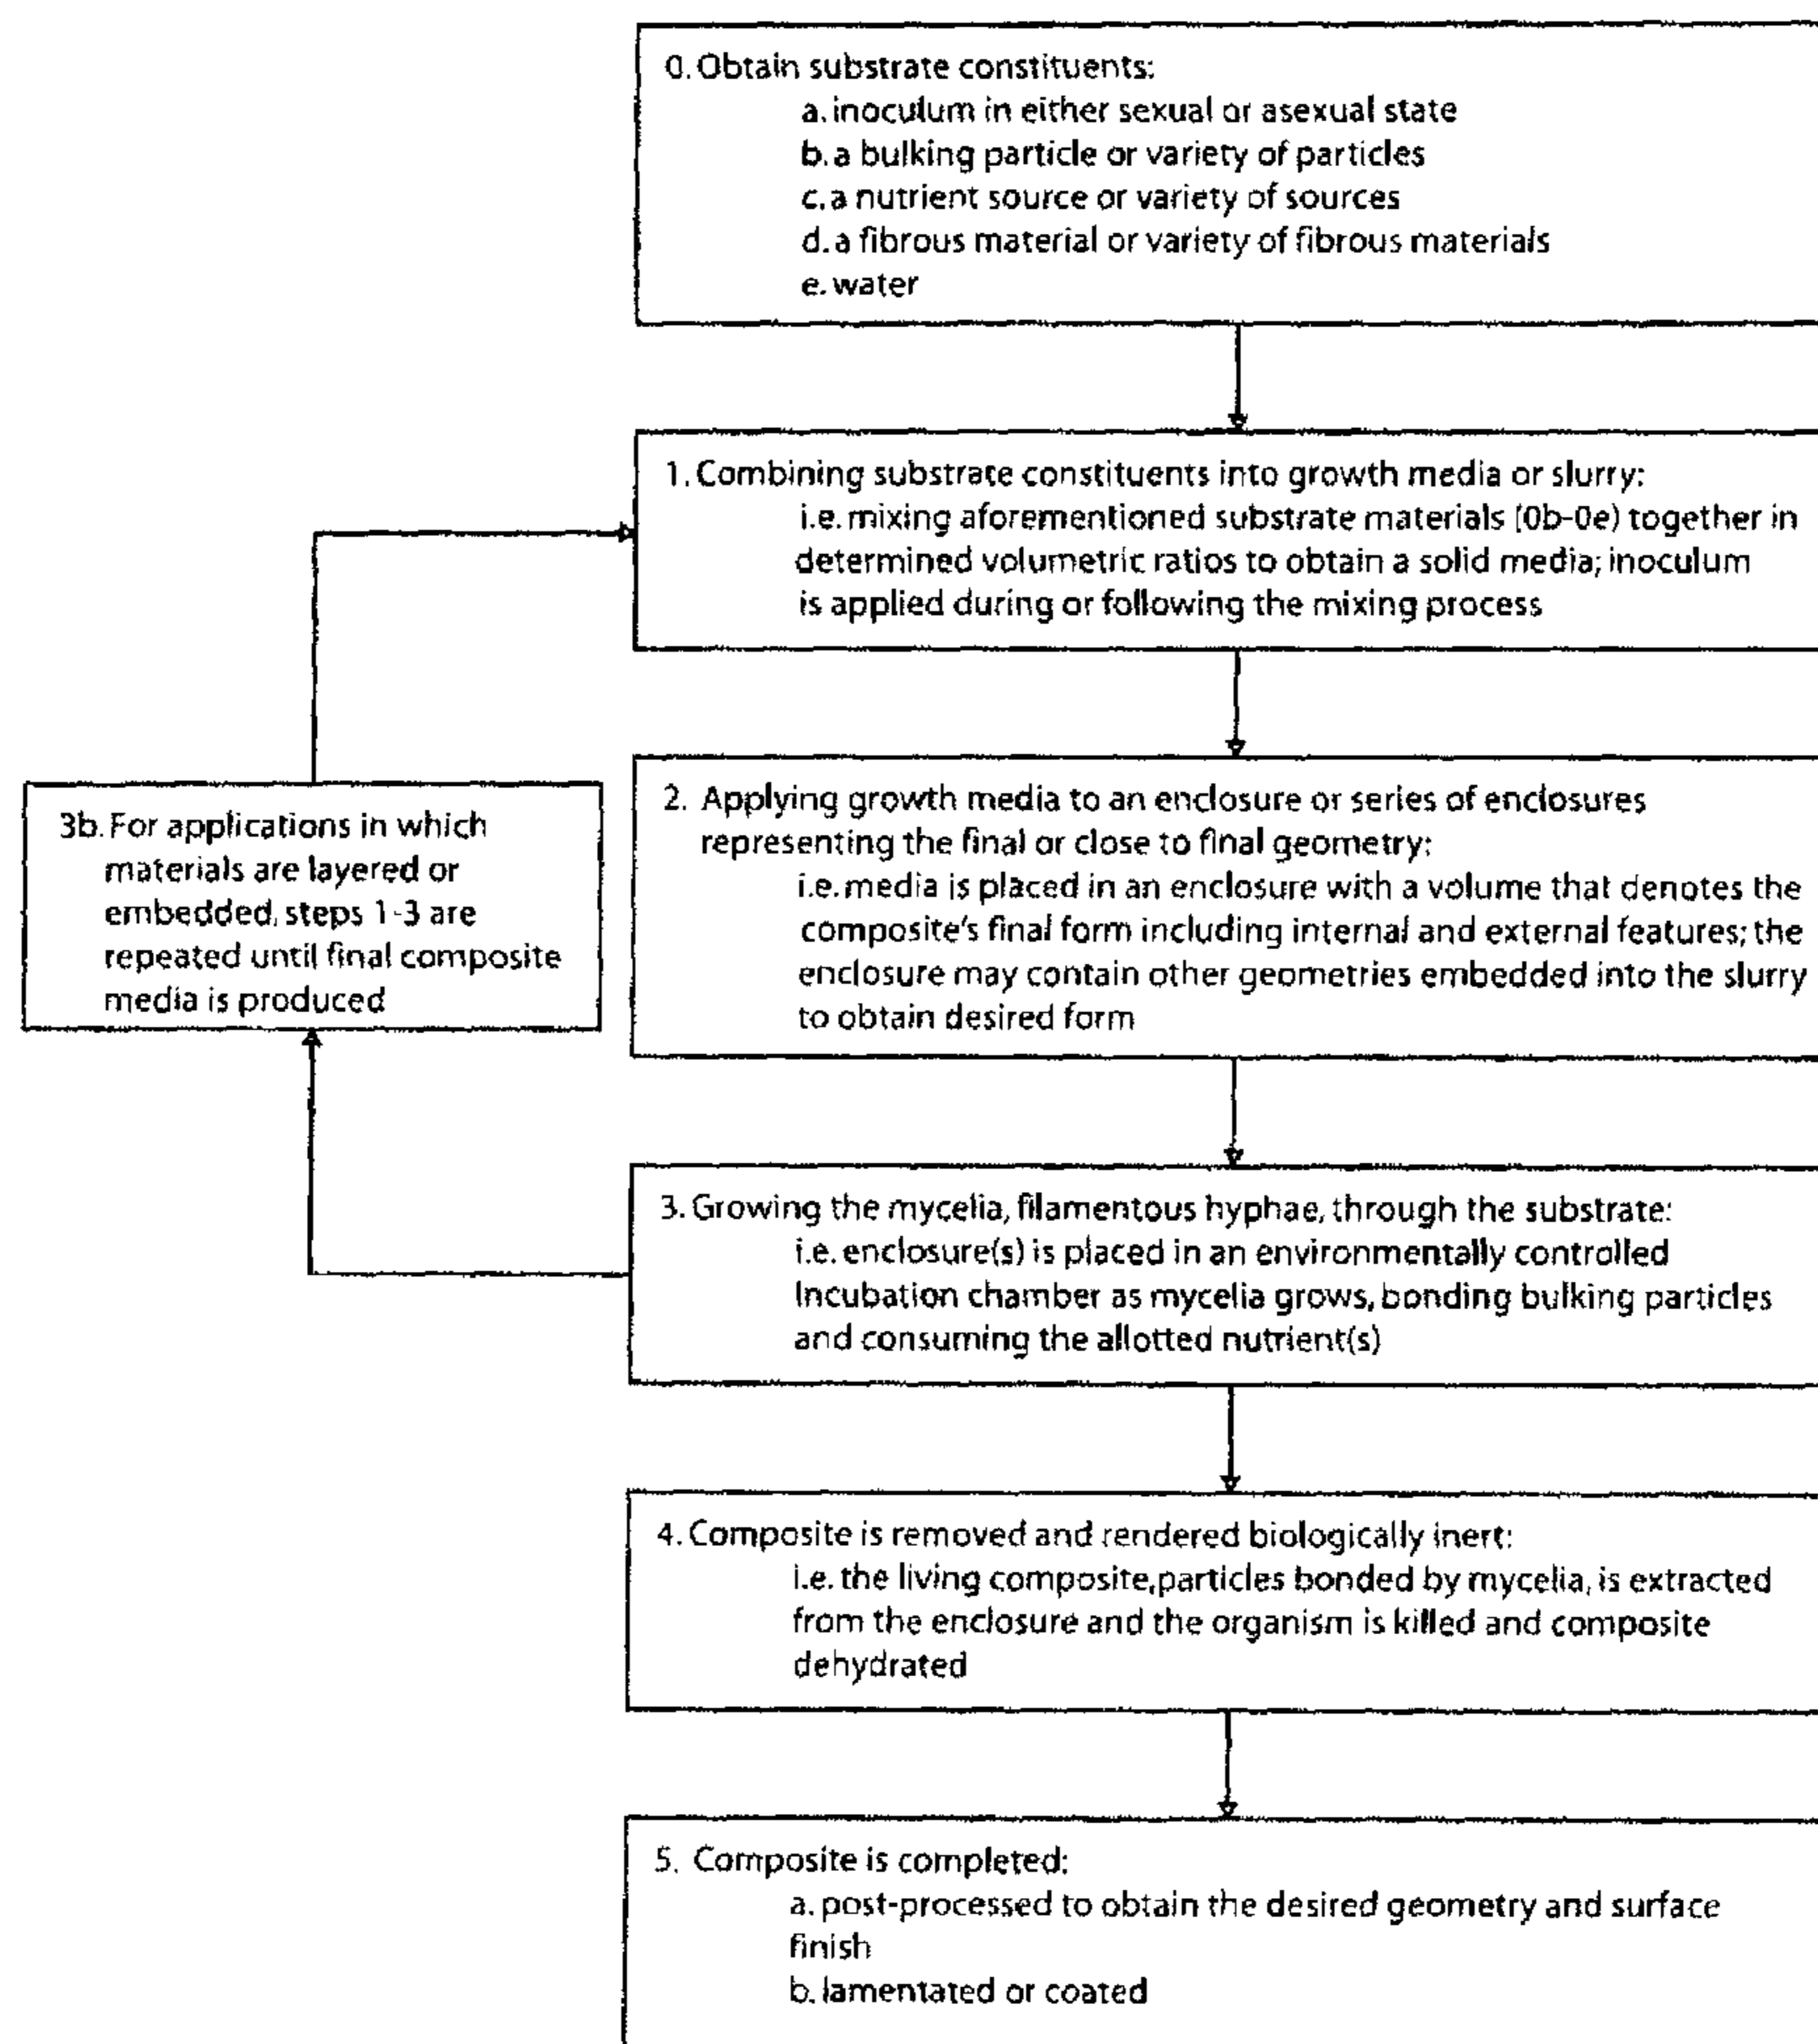 0. Obtain substrate constituents:
a. inoculum in either sexual or asexual state
b. a bulking particle or variety of particles
c. a nutrient source or variety of sources
d. a fibrous material or variety of fibrous materials
e. water
1. Combining substrate constituents into growth media or slurry:
i.e. mixing aforementioned substrate materials (0b-0e) together in
determined volumetric ratios to obtain a solid media; inoculum
is applied during or following the mixing process
3b. For applications in which
materials are layered or
embedded, steps 1-3 are
repeated until final composite
media is produced
2. Applying growth media to an enclosure or series of enclosures
representing the final or close to final geometry:
i.e. media is placed in an enclosure with a volume that denotes the
composite's final form including internal and external features; the
enclosure may contain other geometries embedded into the slurry
to obtain desired form
3. Growing the mycelia, filamentous hyphae, through the substrate:
i.e. enclosure(s) is placed in an environmentally controlled
Incubation chamber as mycelia grows, bonding bulking particles
and consuming the allotted nutrient(s)
4. Composite is removed and rendered biologically inert:
i.e. the living composite, particles bonded by mycelia, is extracted
from the enclosure and the organism is killed and composite
dehydrated
5. Composite is completed:
a. post-processed to obtain the desired geometry and surface
finish
b. lamentated or coated